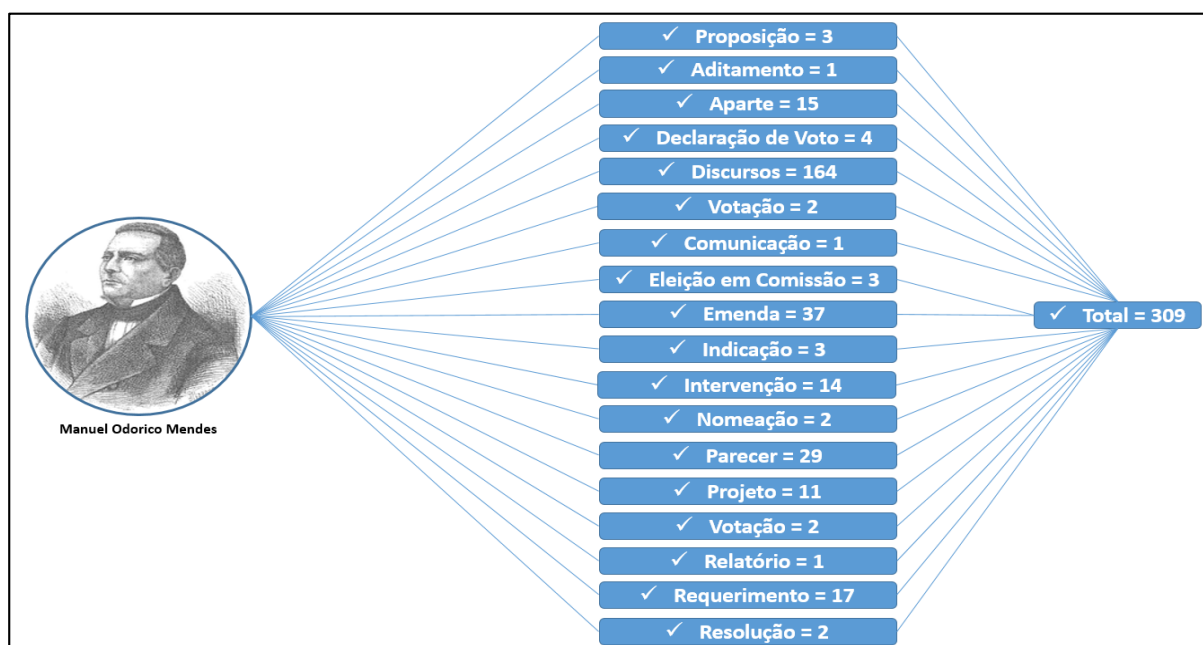 ✓ Proposição = 3
✓ Aditamento = 1
✓ Aparte = 15
✓ Declaração de Voto = 4
✓ Discursos = 164
✓ Votação = 2
✓ Comunicação = 1
✓ Eleição em Comissão = 3
✓ Emenda = 37
✓ Total = 309
✓ Indicação = 3
✓ Intervenção = 14
✓ Nomeação = 2
Manuel Odorico Mendes
✓ Parecer = 29
✓ Projeto = 11
✓ Votação = 2
✓ Relatório = 1
✓ Requerimento = 17
✓ Resolução = 2